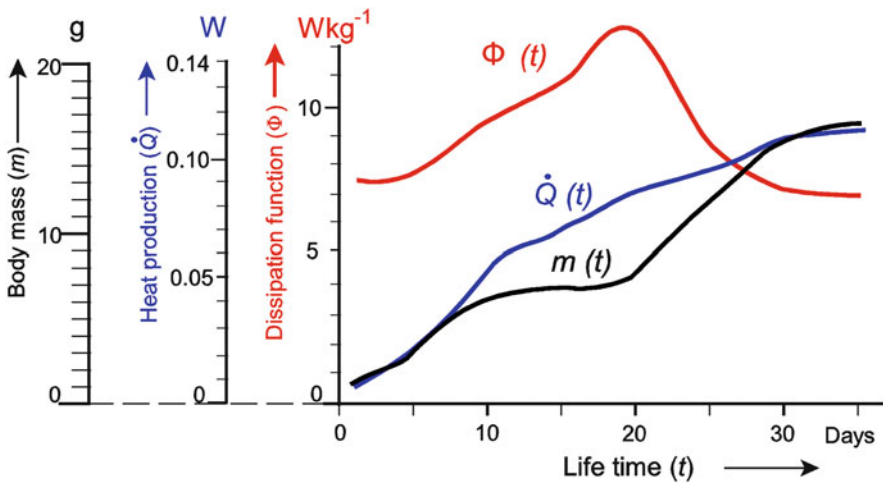 g
W
Wkg-1
Body mass (m)
20
10
0
Heat production (Q̇)
0.14
0.10
0.05
0
Dissipation function (Φ)
10
5
0
Φ (t)
Q̇ (t)
m (t)
0
10
20
30
Days
Life time (t)